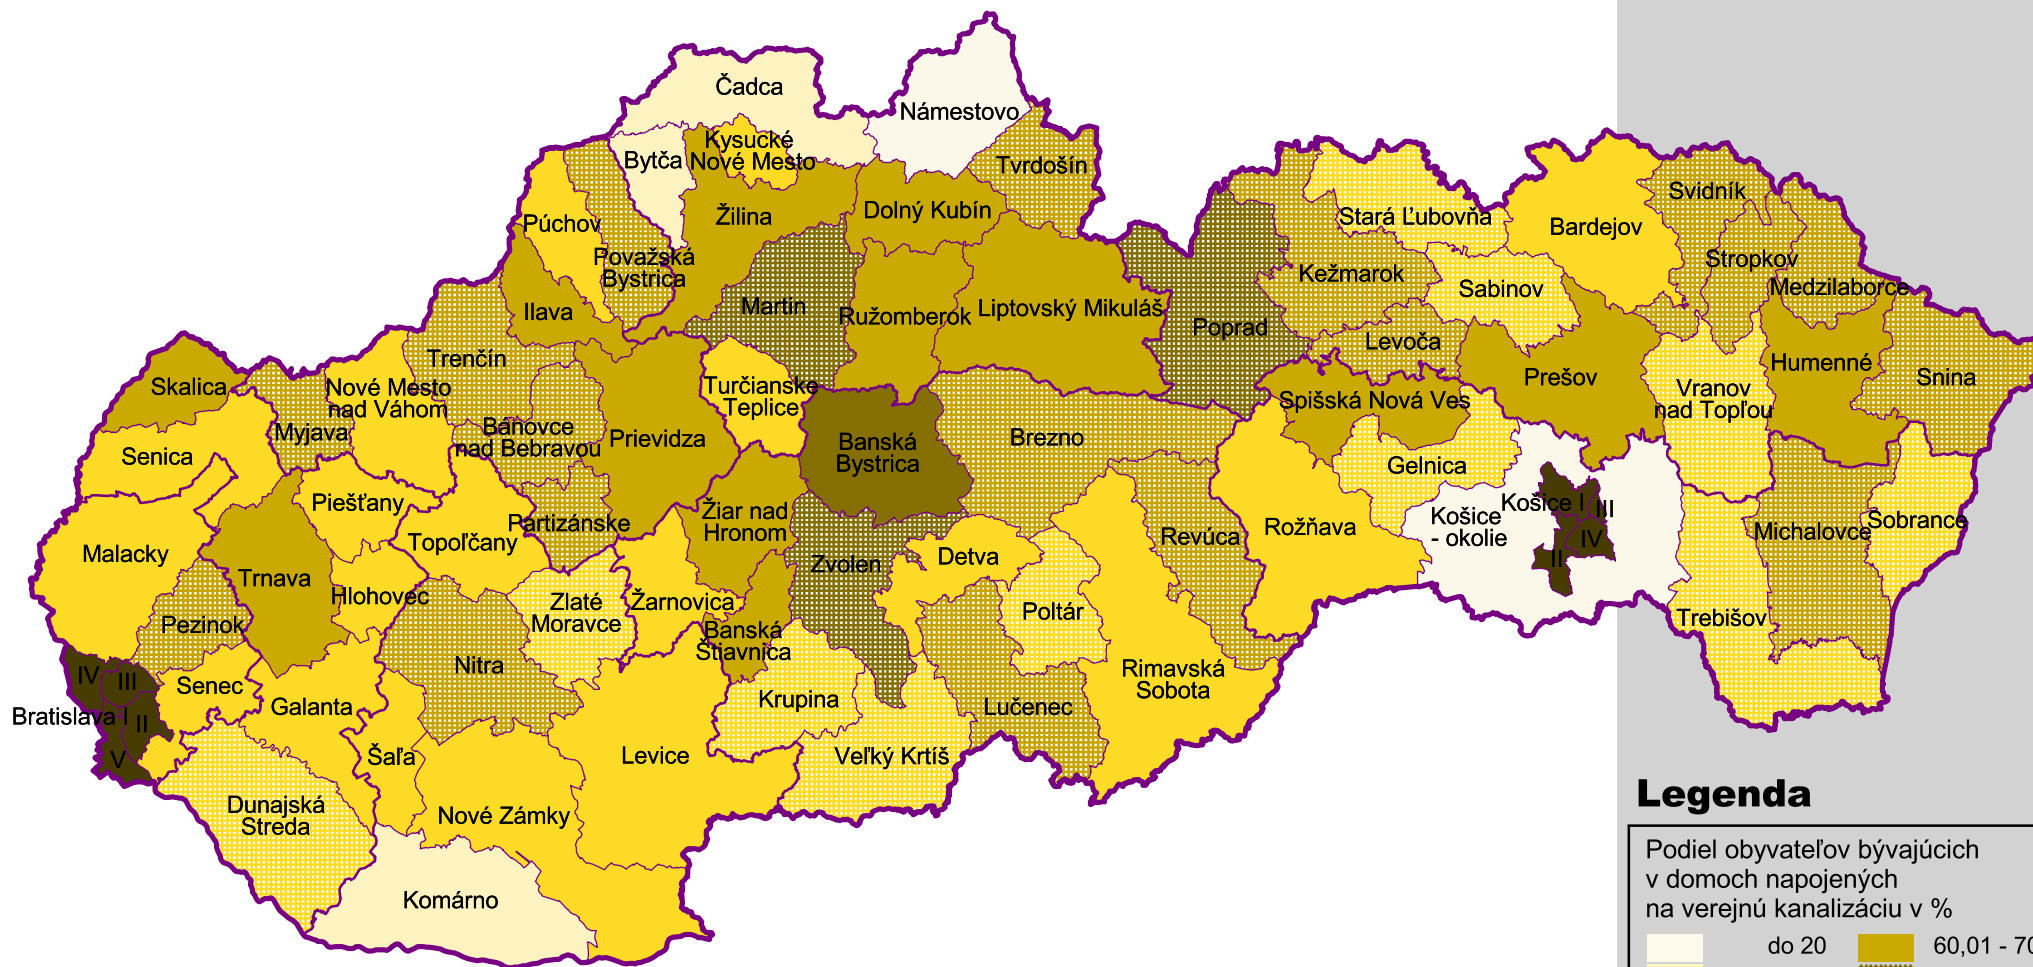 Čadca
Námestovo
Kysucké
Nové Mesto
Bytča
Tvrdošín
Svidník
Púchov
Žilina
Dolný Kubín
Stará Ľubovňa
Bardejov
Považská
Bystrica
Stropkov
Kežmarok
Sabinov
Medzilaborce
Ilava
Martin
Ružomberok
Liptovský Mikuláš
Poprad
Levoča
Trenčín
Skalica
Nové Mesto
nad Váhom
Turčianske
Teplice
Spišská Nová Ves
Prešov
Vranov
nad Topľou
Humenné
Snina
Myjava
Bánovce
nad Bebravou
Prievidza
Banská
Bystrica
Brezno
Senica
Gelnica
Piešťany
Partizánske
Žiar nad
Hronom
Košice I
III
Košice
- okolie
Rožňava
IV
II
Michalovce
Sobrance
Malacky
Topoľčany
Zvolen
Detva
Revúca
Trnava
Hlohovec
Zlaté
Moravce
Žarnovica
Poltár
Trebišov
Pezinok
Banská
Štiavnica
Nitra
Rimavská
Sobota
IV
III
Senec
Bratislava I
II
V
Galanta
Krupina
Lučenec
Šaľa
Levice
Veľký Krtíš
Dunajská
Streda
Nové Zámky
Komárno
Legenda
Podiel obyvateľov bývajúcich
v domoch napojených
na verejnú kanalizáciu v %
do 20
60,01 - 70